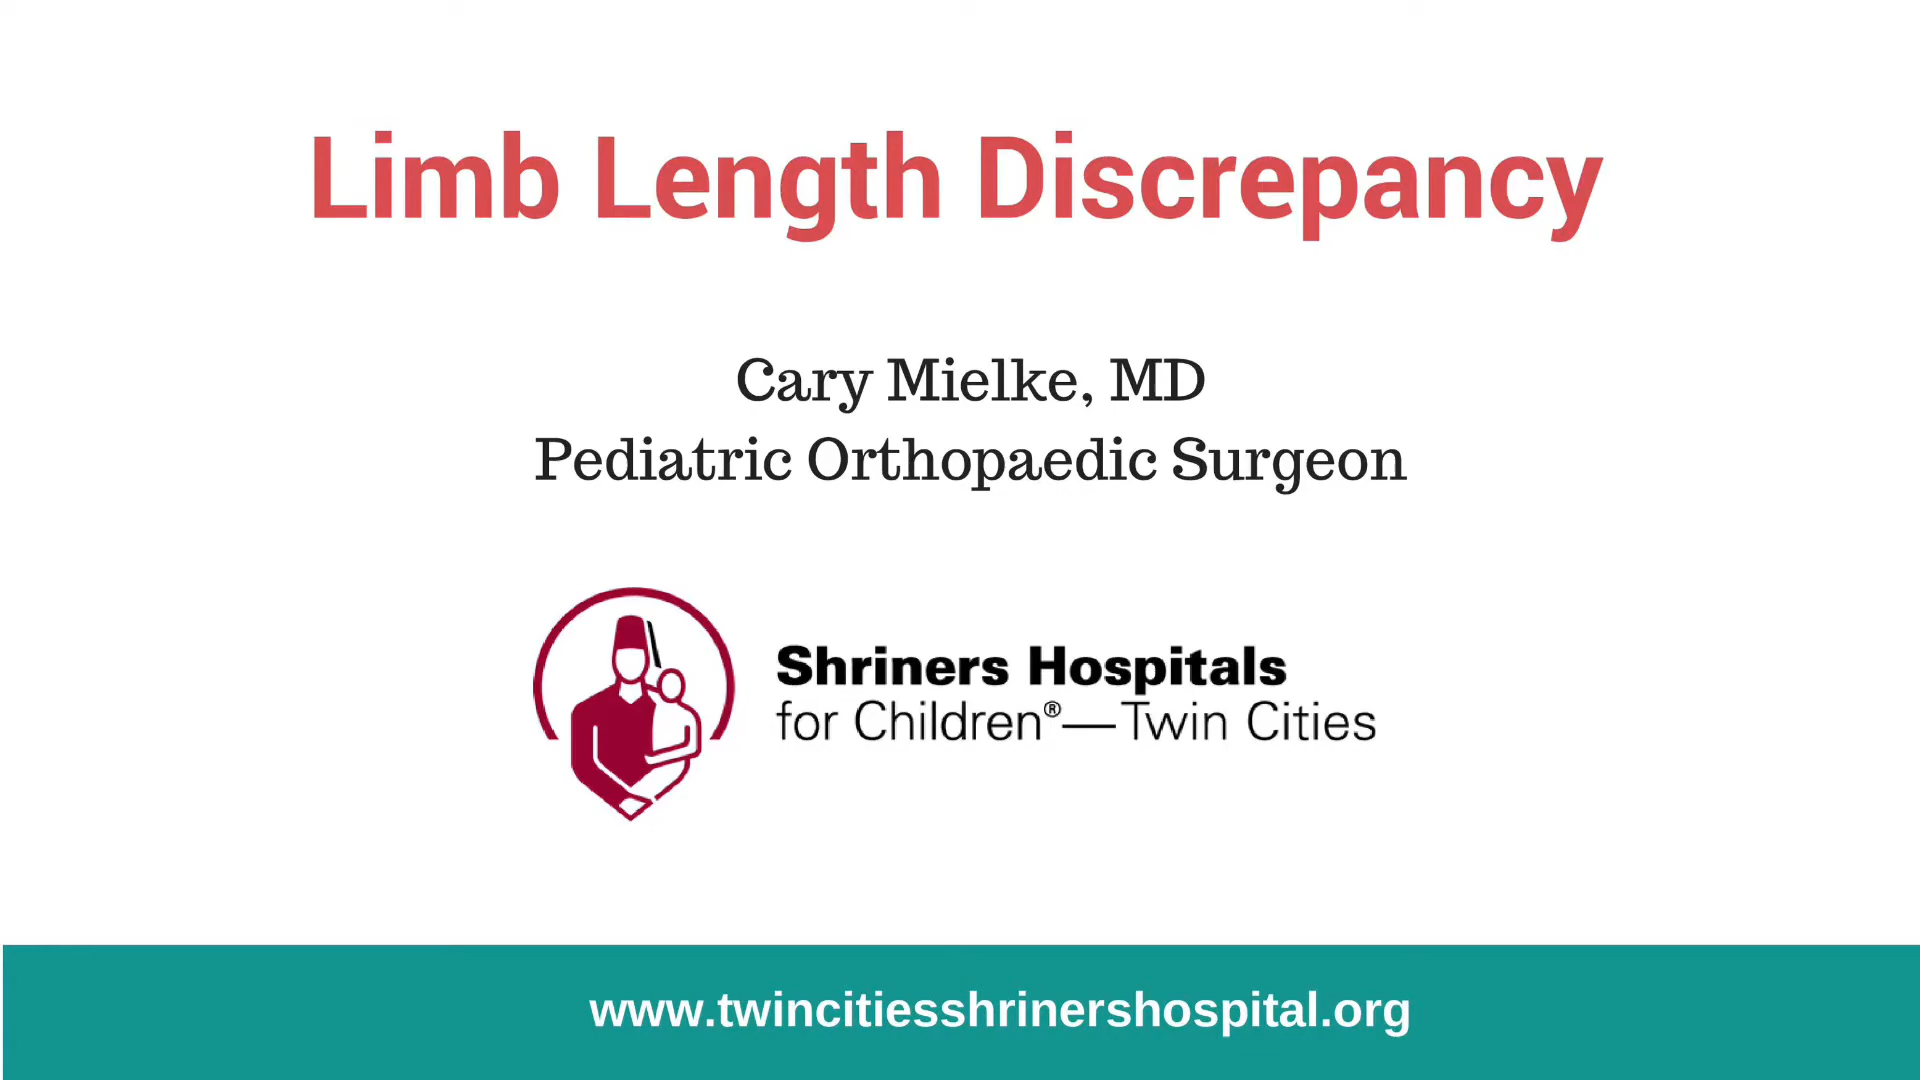 Limb Length Discrepancy
Cary Mielke, MD
Pediatric Orthopaedic Surgeon
Shriners Hospitals
for Children®—Twin Cities
www.twincitiesshrinershospital.org